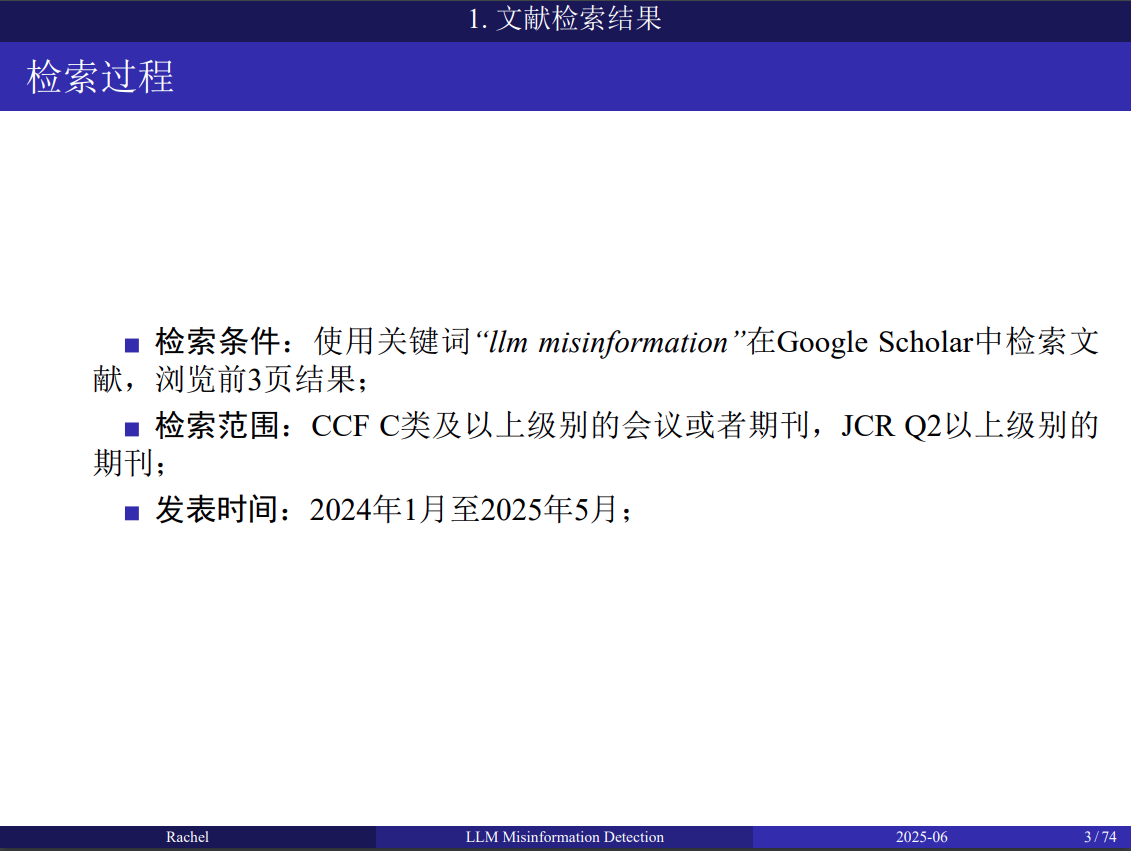 1. 文献检索结果
检索过程
■ 检索条件：使用关键词“llm misinformation”在Google Scholar中检索文
献，浏览前3页结果；
■ 检索范围：CCF C类及以上级别的会议或者期刊，JCR Q2以上级别的
期刊；
■ 发表时间：2024年1月至2025年5月；
Rachel LLM Misinformation Detection 2025-06 3 / 74